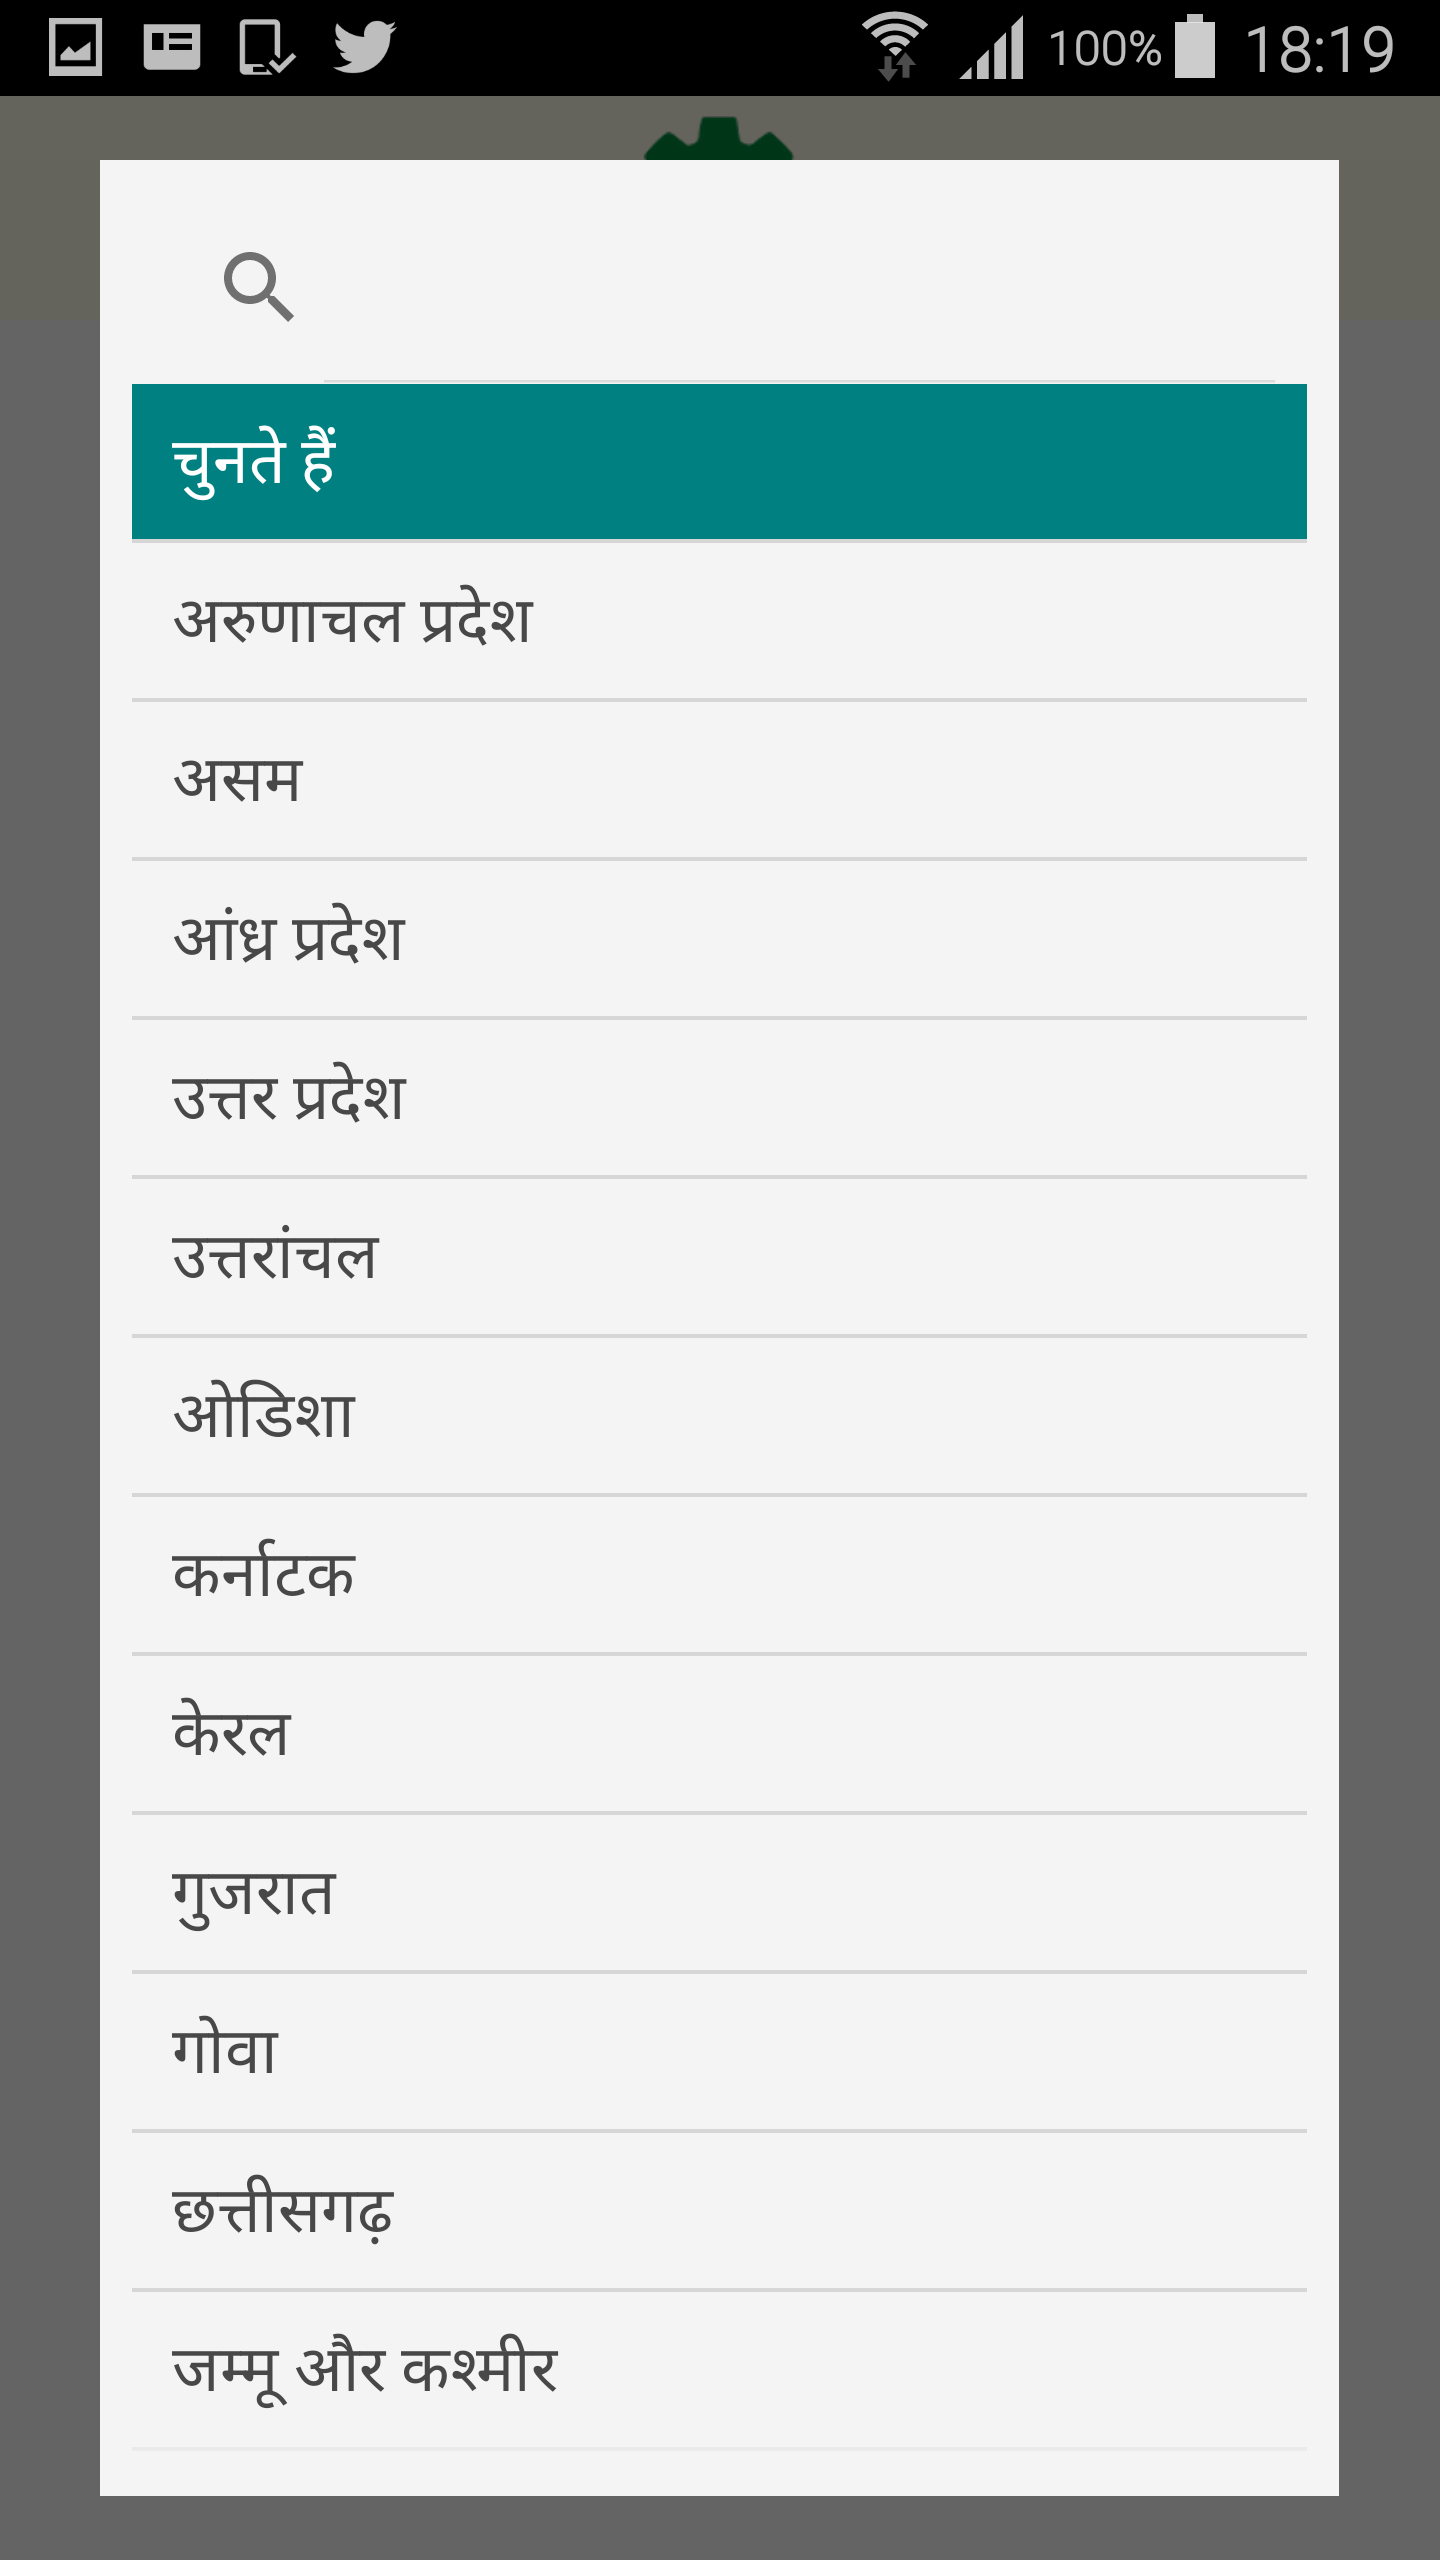 100% 18:19
चुनते हैं
अरुणाचल प्रदेश
असम
आंध्र प्रदेश
उत्तर प्रदेश
उत्तरांचल
ओडिशा
कर्नाटक
केरल
गुजरात
गोवा
छत्तीसगढ़
जम्मू और कश्मीर